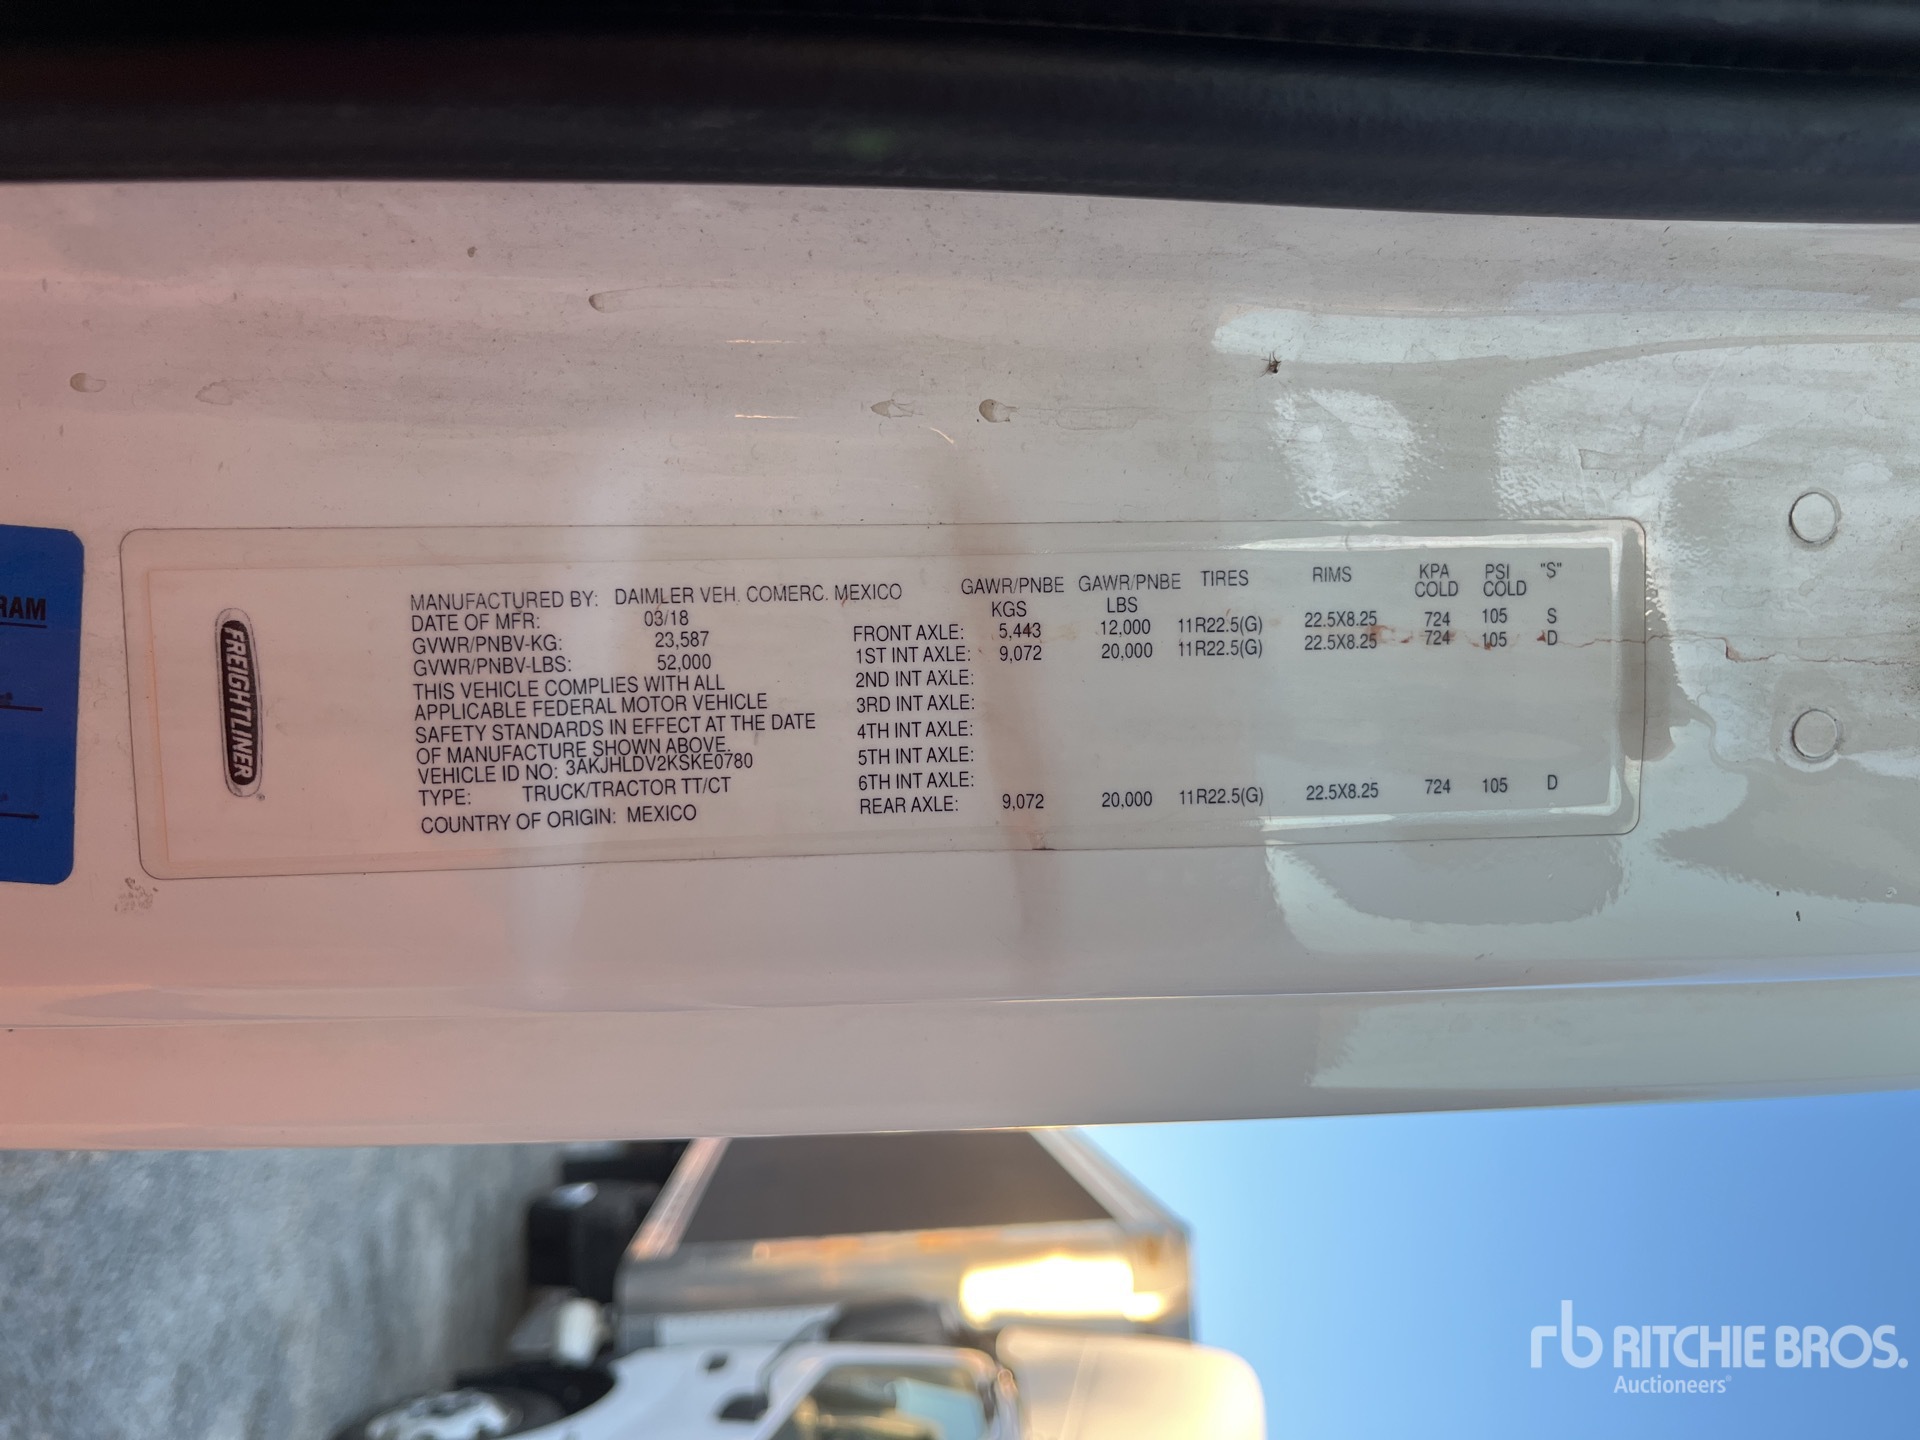 RAM
FREIGHTLINER
MANUFACTURED BY: DAIMLER VEH. COMERC. MEXICO
DATE OF MFR: 03/18
GVWR/PNBV-KG: 23,587
GVWR/PNBV-LBS: 52,000
THIS VEHICLE COMPLIES WITH ALL
APPLICABLE FEDERAL MOTOR VEHICLE
SAFETY STANDARDS IN EFFECT AT THE DATE
OF MANUFACTURE SHOWN ABOVE.
VEHICLE ID NO: 3AKJHLDV2KSKE0780
TYPE: TRUCK/TRACTOR TT/CT
COUNTRY OF ORIGIN: MEXICO
GAWR/PNBE GAWR/PNBE TIRES RIMS KPA PSI "S"
KGS LBS COLD COLD
FRONT AXLE: 5,443 12,000 11R22.5(G) 22.5X8.25 724 105 S
1ST INT AXLE: 9,072 20,000 11R22.5(G) 22.5X8.25 724 105 D
2ND INT AXLE:
3RD INT AXLE:
4TH INT AXLE:
5TH INT AXLE:
6TH INT AXLE:
REAR AXLE: 9,072 20,000 11R22.5(G) 22.5X8.25 724 105 D
rb RITCHIE BROS.
Auctioneers